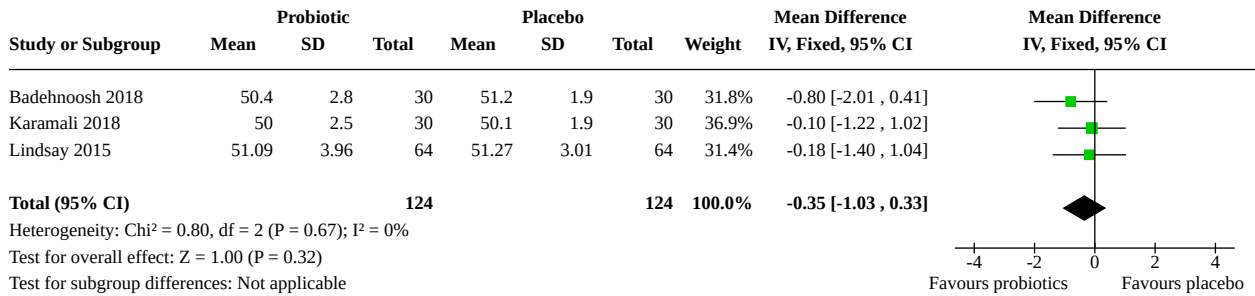 Probiotic Placebo Mean Difference Mean Difference
Study or Subgroup Mean SD Total Mean SD Total Weight IV, Fixed, 95% CI IV, Fixed, 95% CI
Badehnoosh 2018 50.4 2.8 30 51.2 1.9 30 31.8% -0.80 [-2.01 , 0.41]
Karamali 2018 50 2.5 30 50.1 1.9 30 36.9% -0.10 [-1.22 , 1.02]
Lindsay 2015 51.09 3.96 64 51.27 3.01 64 31.4% -0.18 [-1.40 , 1.04]
Total (95% CI) 124 124 100.0% -0.35 [-1.03 , 0.33]
Heterogeneity: Chi² = 0.80, df = 2 (P = 0.67); I² = 0%
Test for overall effect: Z = 1.00 (P = 0.32) -4 -2 0 2 4
Test for subgroup differences: Not applicable Favours probiotics Favours placebo